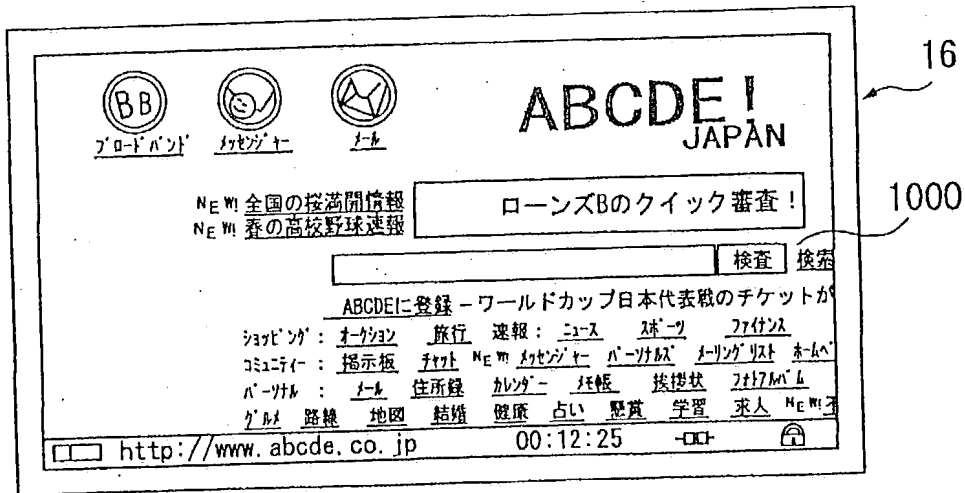 16
BB
ABCDE!
JAPAN
ブロードバンド メッセンジャー メール
NEW! 全国の桜満開情報
NEW! 春の高校野球速報
ローンズBのクイック審査!
1000
検査 検索
ABCDEに登録-ワールドカップ日本代表戦のチケットが
ショッピング: オークション 旅行 速報: ニュース スポーツ ファイナンス
コミュニティー: 掲示板 チャット NEW! メッセンジャー パーソナルズ メーリングリスト ホームペ
パーソナル: メール 住所録 カレンダー メモ帳 挨拶状 フォトアルバム
グルメ 路線 地図 結婚 健康 占い 懸賞 学習 求人 NEW! 不
http://www.abcde.co.jp 00:12:25